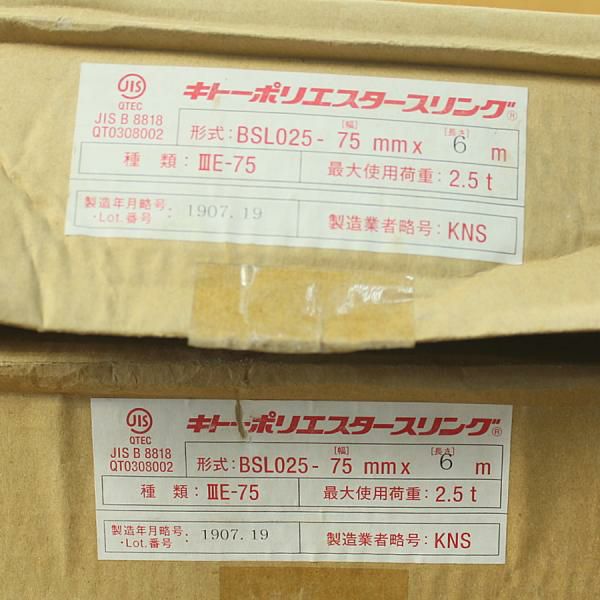 JIS
QTEC
JIS B 8818
QT0308002
キトーポリエスタースリング®
形式:BSL025- [幅] 75 mm x [長さ] 6 m
種 類:ⅢE-75
最大使用荷重:2.5 t
製造年月略号・Lot.番号: 1907.19
製造業者略号:KNS
JIS
QTEC
JIS B 8818
QT0308002
キトーポリエスタースリング®
形式:BSL025- [幅] 75 mm x [長さ] 6 m
種 類:ⅢE-75
最大使用荷重:2.5 t
製造年月略号・Lot.番号: 1907.19
製造業者略号:KNS